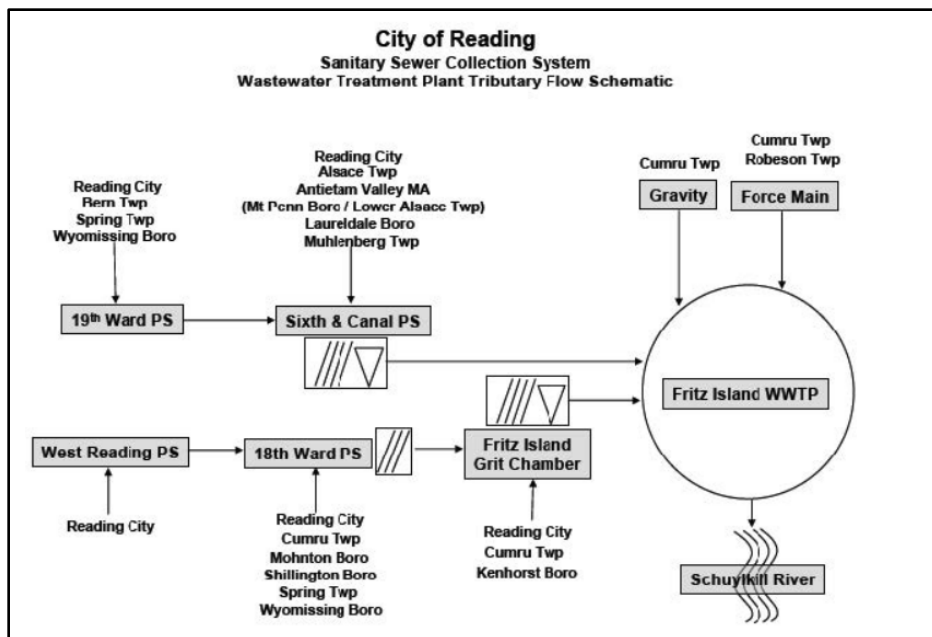 City of Reading
Sanitary Sewer Collection System
Wastewater Treatment Plant Tributary Flow Schematic
Reading City
Bern Twp
Spring Twp
Wyomissing Boro
Reading City
Alsace Twp
Antietam Valley MA
(Mt Penn Boro / Lower Alsace Twp)
Laureldale Boro
Muhlenberg Twp
Cumru Twp
Gravity
Cumru Twp
Robeson Twp
Force Main
19th Ward PS
Sixth & Canal PS
Fritz Island WWTP
West Reading PS
18th Ward PS
Fritz Island
Grit Chamber
Reading City
Reading City
Cumru Twp
Mohnton Boro
Shillington Boro
Spring Twp
Wyomissing Boro
Reading City
Cumru Twp
Kenhorst Boro
Schuylkill River